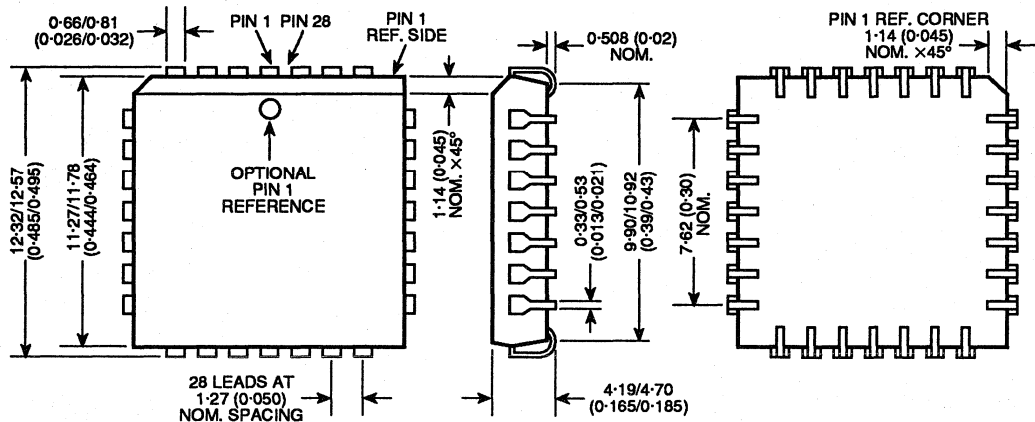 0·66/0·81
(0·026/0·032)
PIN 1 PIN 28
PIN 1
REF. SIDE
0·508 (0·02)
NOM.
PIN 1 REF. CORNER
1·14 (0·045)
NOM. ×45°
12·32/12·57
(0·485/0·495)
11·27/11·78
(0·444/0·464)
OPTIONAL
PIN 1
REFERENCE
1·14 (0·045)
NOM. ×45°
0·33/0·53
(0·013/0·021)
9·90/10·92
(0·39/0·43)
7·62 (0·30)
NOM.
28 LEADS AT
1·27 (0·050)
NOM. SPACING
4·19/4·70
(0·165/0·185)